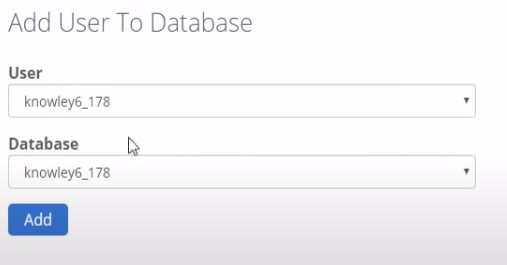 Add User To Database
User
knowley6_178
Database
knowley6_178
Add